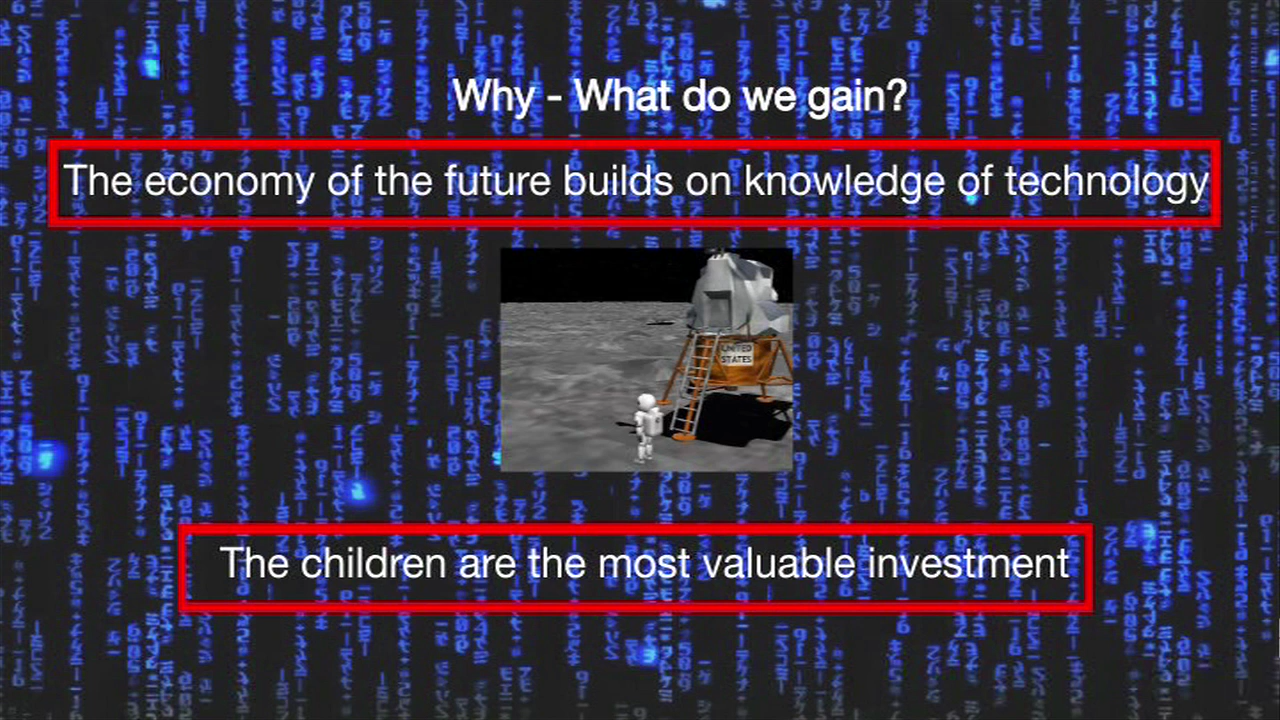 Why - What do we gain?
The economy of the future builds on knowledge of technology
UNITED
STATES
The children are the most valuable investment